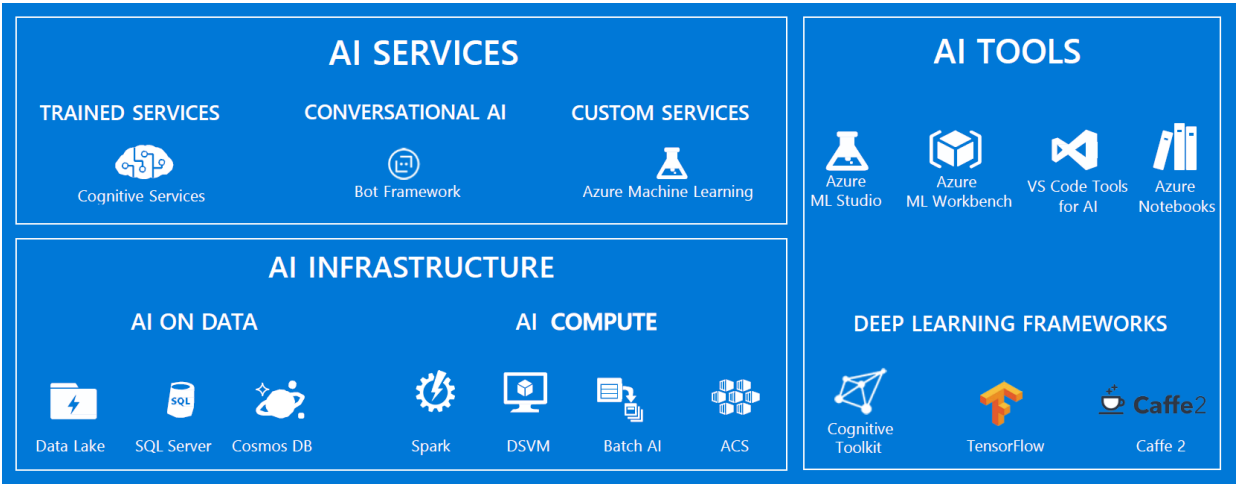 AI SERVICES
TRAINED SERVICES
CONVERSATIONAL AI
CUSTOM SERVICES
Cognitive Services
Bot Framework
Azure Machine Learning
AI INFRASTRUCTURE
AI ON DATA
AI COMPUTE
SQL
Data Lake
SQL Server
Cosmos DB
Spark
DSVM
Batch AI
ACS
AI TOOLS
Azure
ML Studio
Azure
ML Workbench
VS Code Tools
for AI
Azure
Notebooks
DEEP LEARNING FRAMEWORKS
Cognitive
Toolkit
TensorFlow
Caffe2
Caffe 2